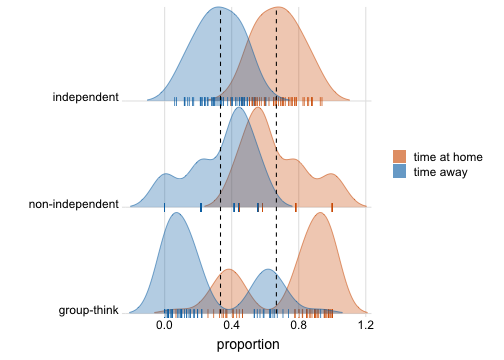 independent
non-independent
group-think
time at home
time away
0.0 0.4 0.8 1.2
proportion